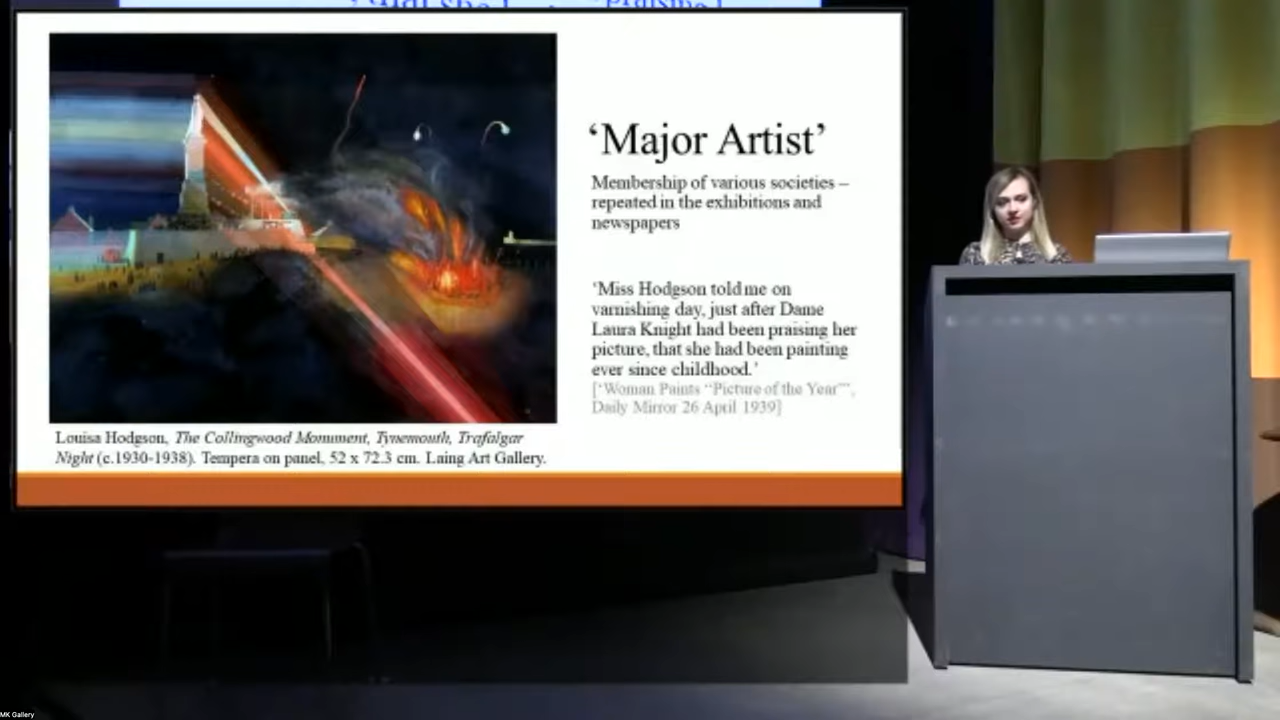 ‘Major Artist’
Membership of various societies –
repeated in the exhibitions and
newspapers
‘Miss Hodgson told me on
varnishing day, just after Dame
Laura Knight had been praising her
picture, that she had been painting
ever since childhood.’
[‘Woman Paints “Picture of the Year”’,
Daily Mirror 26 April 1939]
Louisa Hodgson, The Collingwood Monument, Tynemouth, Trafalgar
Night (c.1930-1938). Tempera on panel, 52 x 72.3 cm. Laing Art Gallery.
MK Gallery